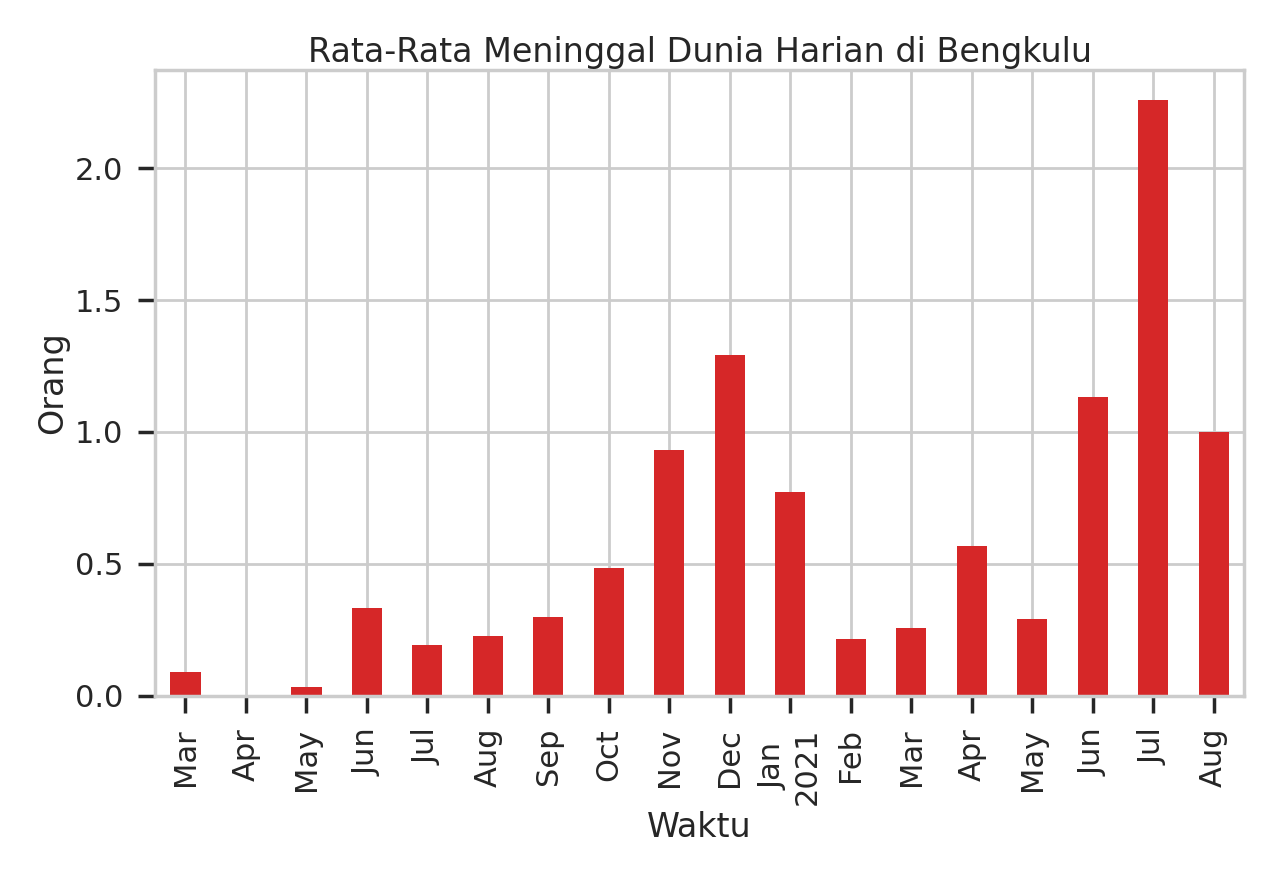 Rata-Rata Meninggal Dunia Harian di Bengkulu
Orang
2.0
1.5
1.0
0.5
0.0
Mar
Apr
May
Jun
Jul
Aug
Sep
Oct
Nov
Dec
Jan
2021
Feb
Mar
Apr
May
Jun
Jul
Aug
Waktu